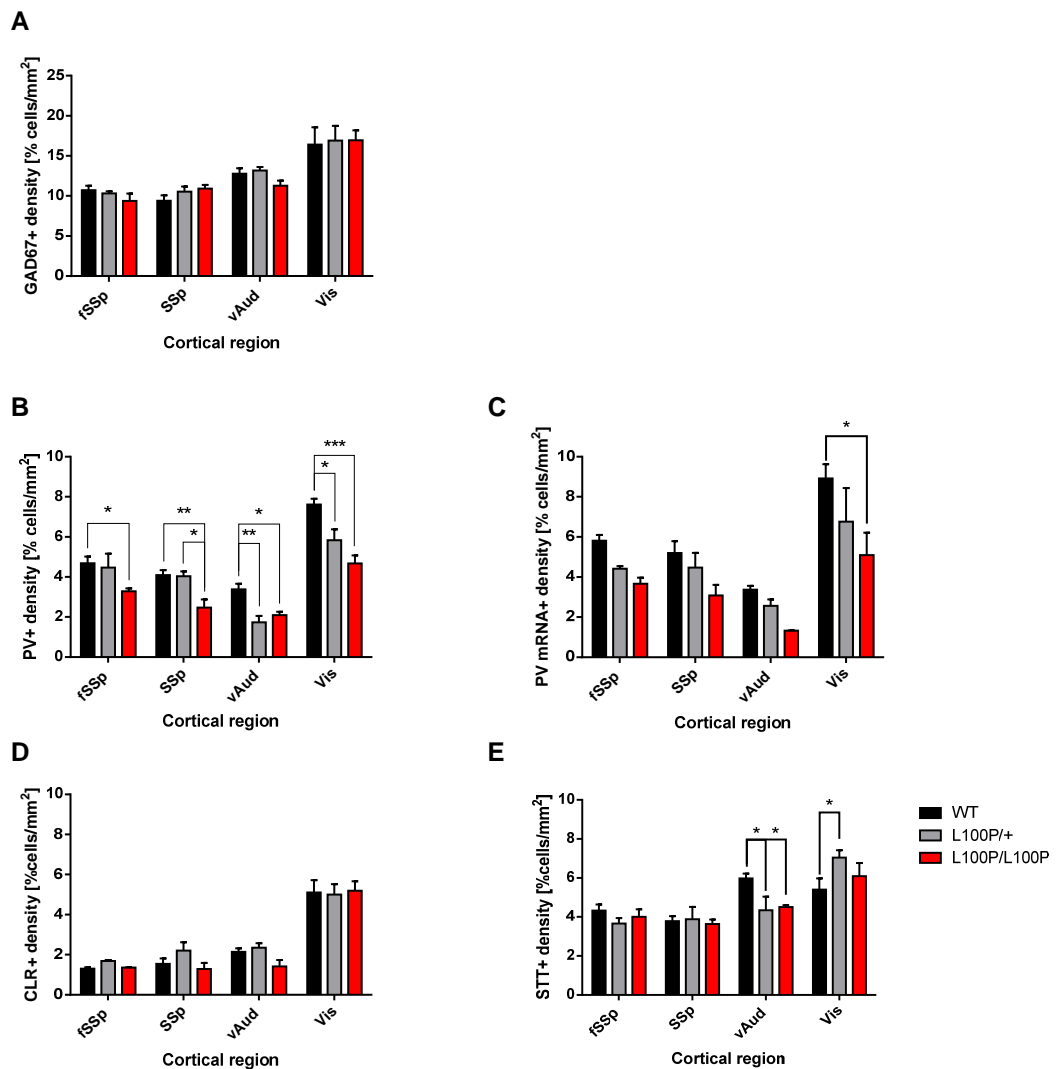 A
GAD67+ density [% cells/mm²]
25
20
15
10
5
0
fSSp
SSp
vAud
Vis
Cortical region
B
PV+ density [% cells/mm²]
10
8
6
4
2
0
*
**
*
*
**
***
*
fSSp
SSp
vAud
Vis
Cortical region
C
PV mRNA+ density [% cells/mm²]
10
8
6
4
2
0
*
fSSp
SSp
vAud
Vis
Cortical region
D
CLR+ density [%cells/mm²]
10
8
6
4
2
0
fSSp
SSp
vAud
Vis
Cortical region
E
STT+ density [%cells/mm²]
10
8
6
4
2
0
* *
*
fSSp
SSp
vAud
Vis
Cortical region
WT
L100P/+
L100P/L100P